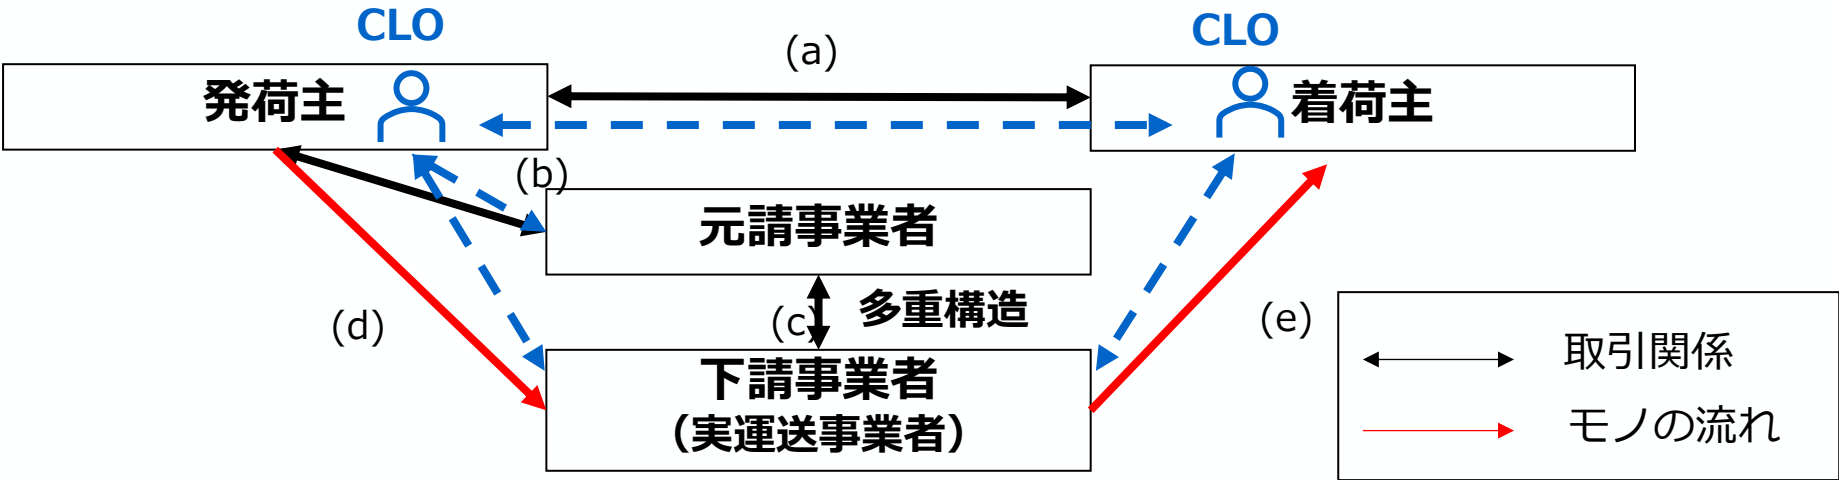 CLO
CLO
(a)
発荷主
着荷主
(b)
元請事業者
(c)
多重構造
(d)
(e)
下請事業者
（実運送事業者）
取引関係
モノの流れ